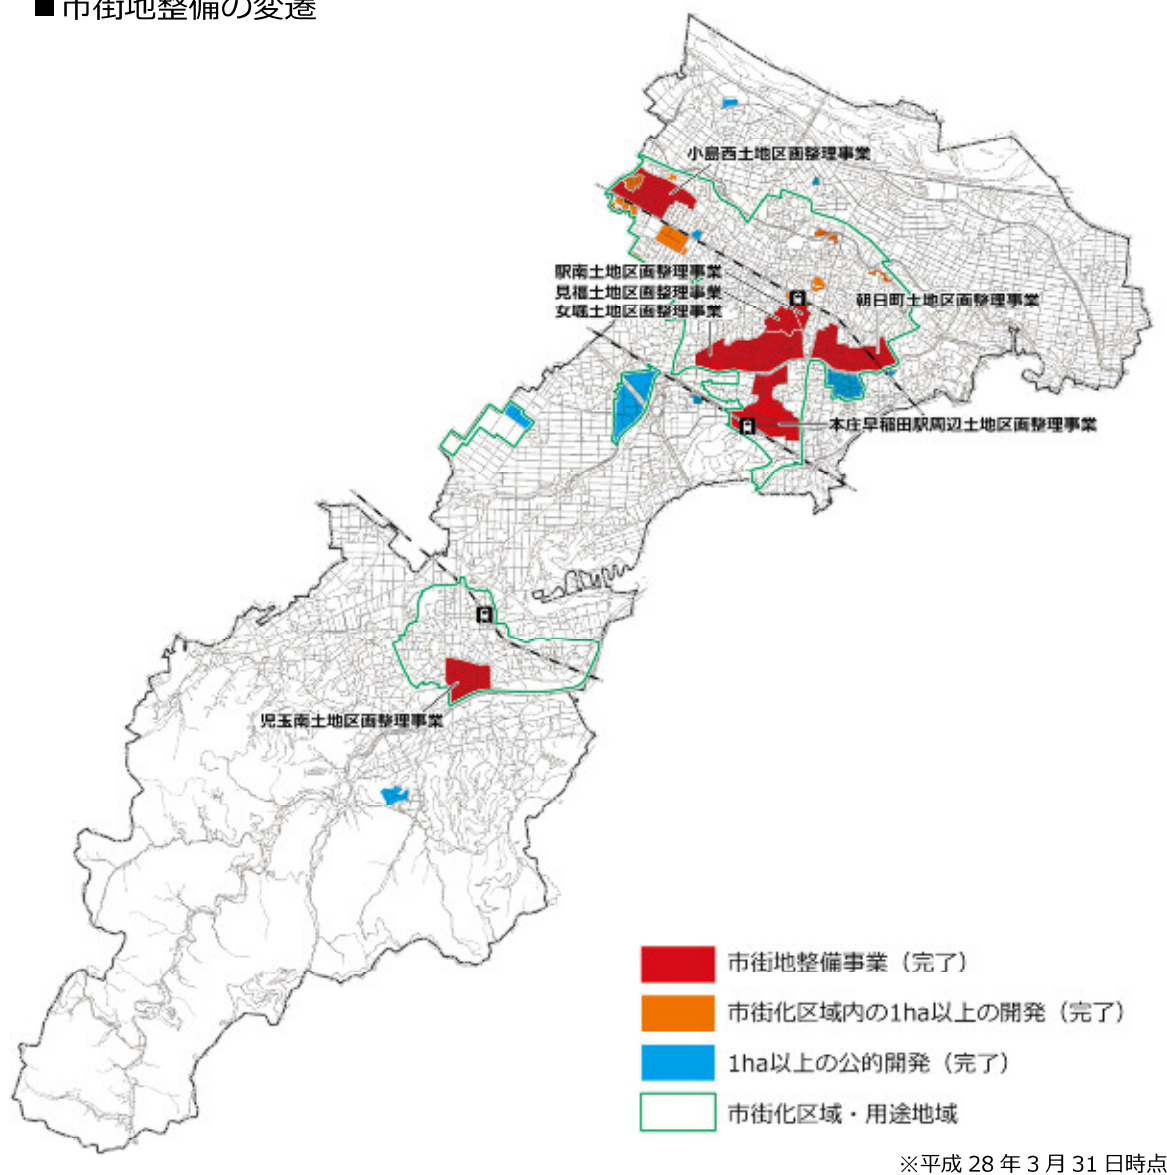 ■市街地整備の変遷
小島西土地区画整理事業
駅南土地区画整理事業
見福土地区画整理事業
女堀土地区画整理事業
朝日町土地区画整理事業
本庄早稲田駅周辺土地区画整理事業
児玉南土地区画整理事業
市街地整備事業（完了）
市街化区域内の1ha以上の開発（完了）
1ha以上の公的開発（完了）
市街化区域・用途地域
※平成 28 年 3 月 31 日時点